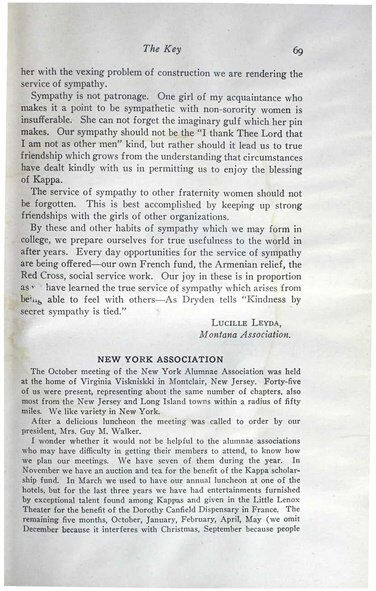 The Key 69
her with the vexing problem of construction we are rendering the
service of sympathy.
Sympathy is not patronage. One girl of my acquaintance who
makes it a point to be sympathetic with non-sorority women is
insufferable. She can not forget the imaginary gulf which her pin
makes. Our sympathy should not be the "I thank Thee Lord that
I am not as other men" kind, but rather should it lead us to true
friendship which grows from the understanding that circumstances
have dealt kindly with us in permitting us to enjoy the blessing
of Kappa.
The service of sympathy to other fraternity women should not
be forgotten. This is best accomplished by keeping up strong
friendships with the girls of other organizations.
By these and other habits of sympathy which we may form in
college, we prepare ourselves for true usefulness to the world in
after years. Every day opportunities for the service of sympathy
are being offered—our own French fund, the Armenian relief, the
Red Cross, social service work. Our joy in these is in proportion
as have learned the true service of sympathy which arises from
able to feel with others—As Dryden tells "Kindness by
secret sympathy is tied."
LUCILLE LEYDA,
Montana Association.
NEW YORK ASSOCIATION
The October meeting of the New York Alumnae Association was held
at the home of Virginia Viskniskki in Montclair, New Jersey. Forty-five
of us were present, representing about the same number of chapters, also
most from the New Jersey and Long Island towns within a radius of fifty
miles. We like variety in New York.
After a delicious luncheon the meeting was called to order by our
president, Mrs. Guy M. Walker.
I wonder whether it would not be helpful to the alumnae associations
who may have difficulty in getting their members to attend, to know how
we plan our meetings. We have seven of them during the year. In
November we have an auction and tea for the benefit of the Kappa scholar-
ship fund. In March we used to have our annual luncheon at one of the
hotels, but for the last three years we have had entertainments furnished
by exceptional talent found among Kappas and given in the Little Lenox
Theater for the benefit of the Dorothy Canfield Dispensary in France. The
remaining five months, October, January, February, April, May (we omit
December because it interferes with Christmas, September because people